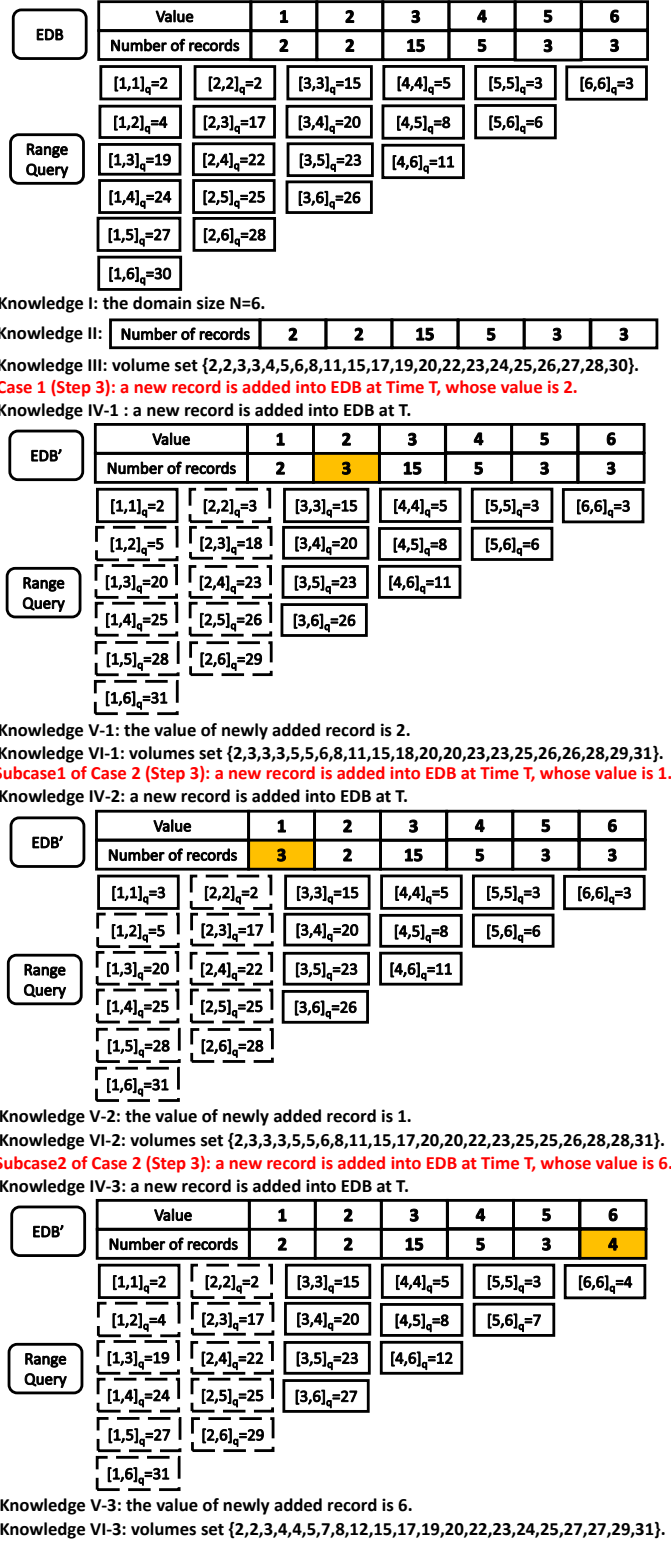 EDB
Value 1 2 3 4 5 6
Number of records 2 2 15 5 3 3
[1,1]q=2 [2,2]q=2 [3,3]q=15 [4,4]q=5 [5,5]q=3 [6,6]q=3
[1,2]q=4 [2,3]q=17 [3,4]q=20 [4,5]q=8 [5,6]q=6
Range Query
[1,3]q=19 [2,4]q=22 [3,5]q=23 [4,6]q=11
[1,4]q=24 [2,5]q=25 [3,6]q=26
[1,5]q=27 [2,6]q=28
[1,6]q=30
Knowledge I: the domain size N=6.
Knowledge II: Number of records 2 2 15 5 3 3
Knowledge III: volume set {2,2,3,3,4,5,6,8,11,15,17,19,20,22,23,24,25,26,27,28,30}.
Case 1 (Step 3): a new record is added into EDB at Time T, whose value is 2.
Knowledge IV-1 : a new record is added into EDB at T.
EDB’
Value 1 2 3 4 5 6
Number of records 2 3 15 5 3 3
[1,1]q=2 [2,2]q=3 [3,3]q=15 [4,4]q=5 [5,5]q=3 [6,6]q=3
[1,2]q=5 [2,3]q=18 [3,4]q=20 [4,5]q=8 [5,6]q=6
Range Query
[1,3]q=20 [2,4]q=23 [3,5]q=23 [4,6]q=11
[1,4]q=25 [2,5]q=26 [3,6]q=26
[1,5]q=28 [2,6]q=29
[1,6]q=31
Knowledge V-1: the value of newly added record is 2.
Knowledge VI-1: volumes set {2,3,3,3,5,5,6,8,11,15,18,20,20,23,23,25,26,26,28,29,31}.
Subcase1 of Case 2 (Step 3): a new record is added into EDB at Time T, whose value is 1.
Knowledge IV-2: a new record is added into EDB at T.
EDB’
Value 1 2 3 4 5 6
Number of records 3 2 15 5 3 3
[1,1]q=3 [2,2]q=2 [3,3]q=15 [4,4]q=5 [5,5]q=3 [6,6]q=3
[1,2]q=5 [2,3]q=17 [3,4]q=20 [4,5]q=8 [5,6]q=6
Range Query
[1,3]q=20 [2,4]q=22 [3,5]q=23 [4,6]q=11
[1,4]q=25 [2,5]q=25 [3,6]q=26
[1,5]q=28 [2,6]q=28
[1,6]q=31
Knowledge V-2: the value of newly added record is 1.
Knowledge VI-2: volumes set {2,3,3,3,5,5,6,8,11,15,17,20,20,22,23,25,25,26,28,28,31}.
Subcase2 of Case 2 (Step 3): a new record is added into EDB at Time T, whose value is 6.
Knowledge IV-3: a new record is added into EDB at T.
EDB’
Value 1 2 3 4 5 6
Number of records 2 2 15 5 3 4
[1,1]q=2 [2,2]q=2 [3,3]q=15 [4,4]q=5 [5,5]q=3 [6,6]q=4
[1,2]q=4 [2,3]q=17 [3,4]q=20 [4,5]q=8 [5,6]q=7
Range Query
[1,3]q=19 [2,4]q=22 [3,5]q=23 [4,6]q=12
[1,4]q=24 [2,5]q=25 [3,6]q=27
[1,5]q=27 [2,6]q=29
[1,6]q=31
Knowledge V-3: the value of newly added record is 6.
Knowledge VI-3: volumes set {2,2,3,4,4,5,7,8,12,15,17,19,20,22,23,24,25,27,27,29,31}.